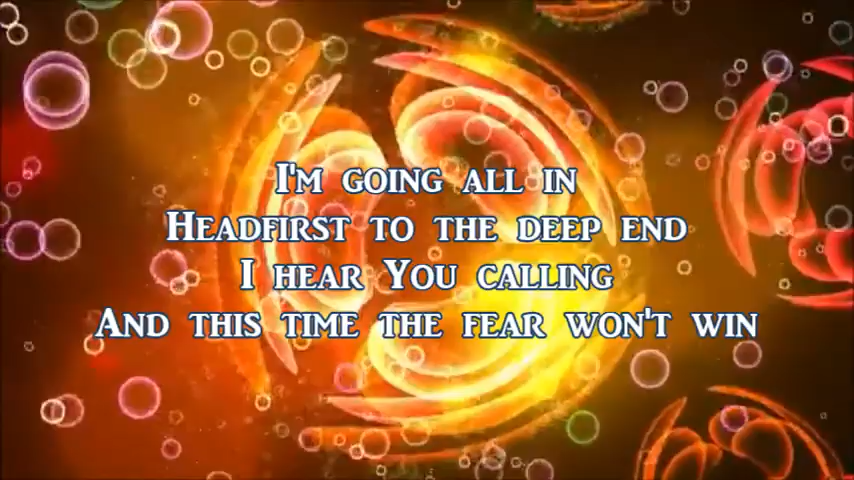 I'm going all in
Headfirst to the deep end
I hear You calling
And this time the fear won't win